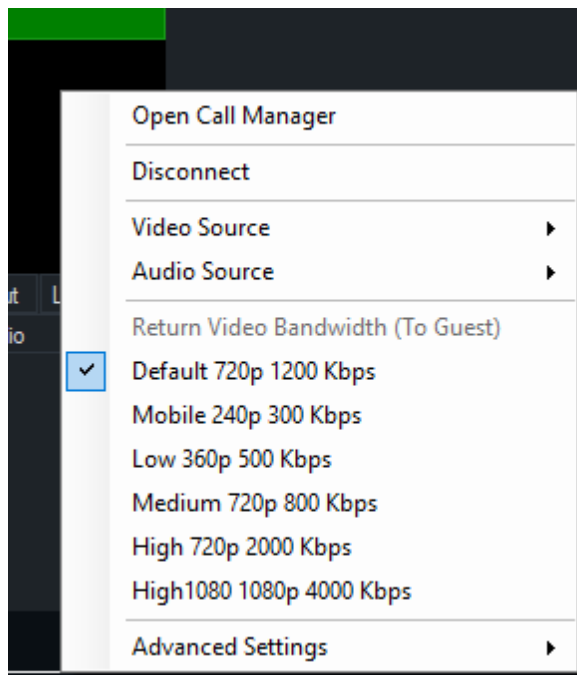 Open Call Manager
Disconnect
Video Source
Audio Source
Return Video Bandwidth (To Guest)
Default 720p 1200 Kbps
Mobile 240p 300 Kbps
Low 360p 500 Kbps
Medium 720p 800 Kbps
High 720p 2000 Kbps
High1080 1080p 4000 Kbps
Advanced Settings